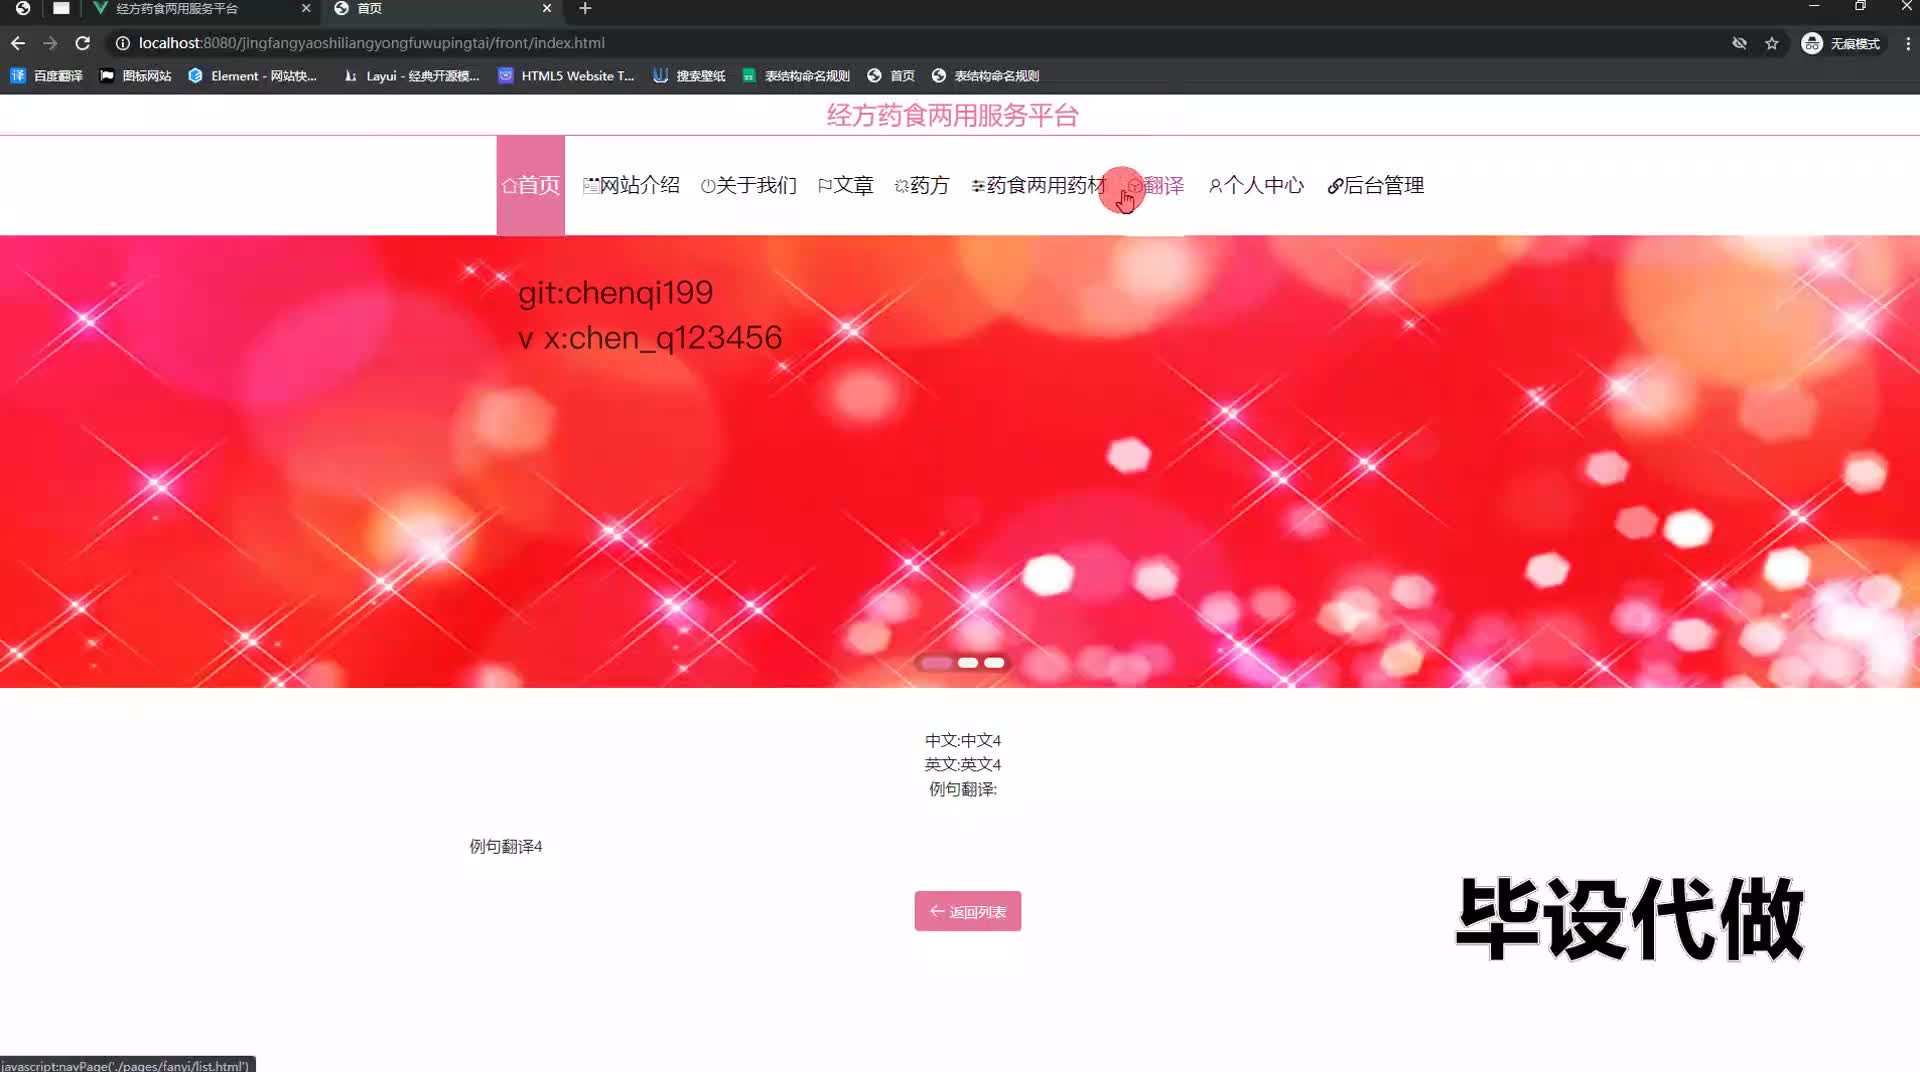 经方药食两用服务平台
首页
localhost:8080/jingfangyaoshiliangyongfuwupingtai/front/index.html
无痕模式
百度翻译
图标网站
Element - 网站快...
Layui - 经典开源模...
HTML5 Website T...
搜索壁纸
表结构命名规则
首页
表结构命名规则
经方药食两用服务平台
首页
网站介绍
关于我们
文章
药方
药食两用药材
翻译
个人中心
后台管理
git:chenqi199
v x:chen_q123456
中文:中文4
英文:英文4
例句翻译:
例句翻译4
返回列表
毕设代做
javascript:navPage('./pages/fanyi/list.html')